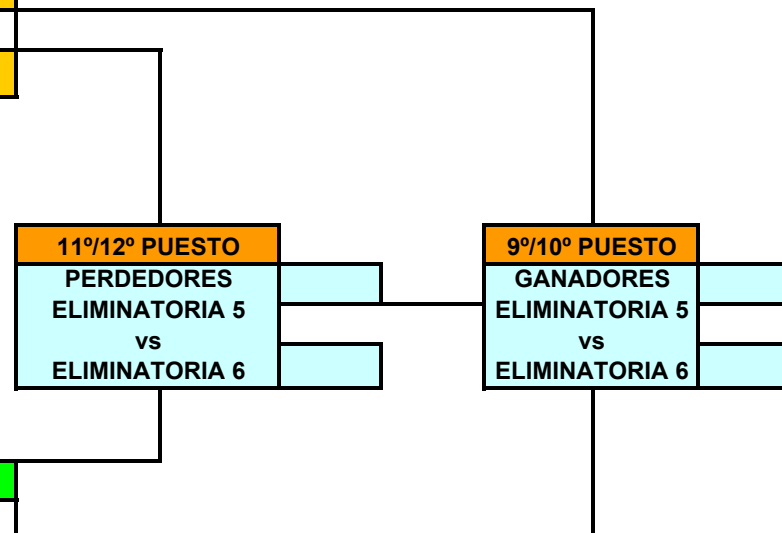 11º/12º PUESTO
PERDEDORES
ELIMINATORIA 5
vs
ELIMINATORIA 6
9º/10º PUESTO
GANADORES
ELIMINATORIA 5
vs
ELIMINATORIA 6